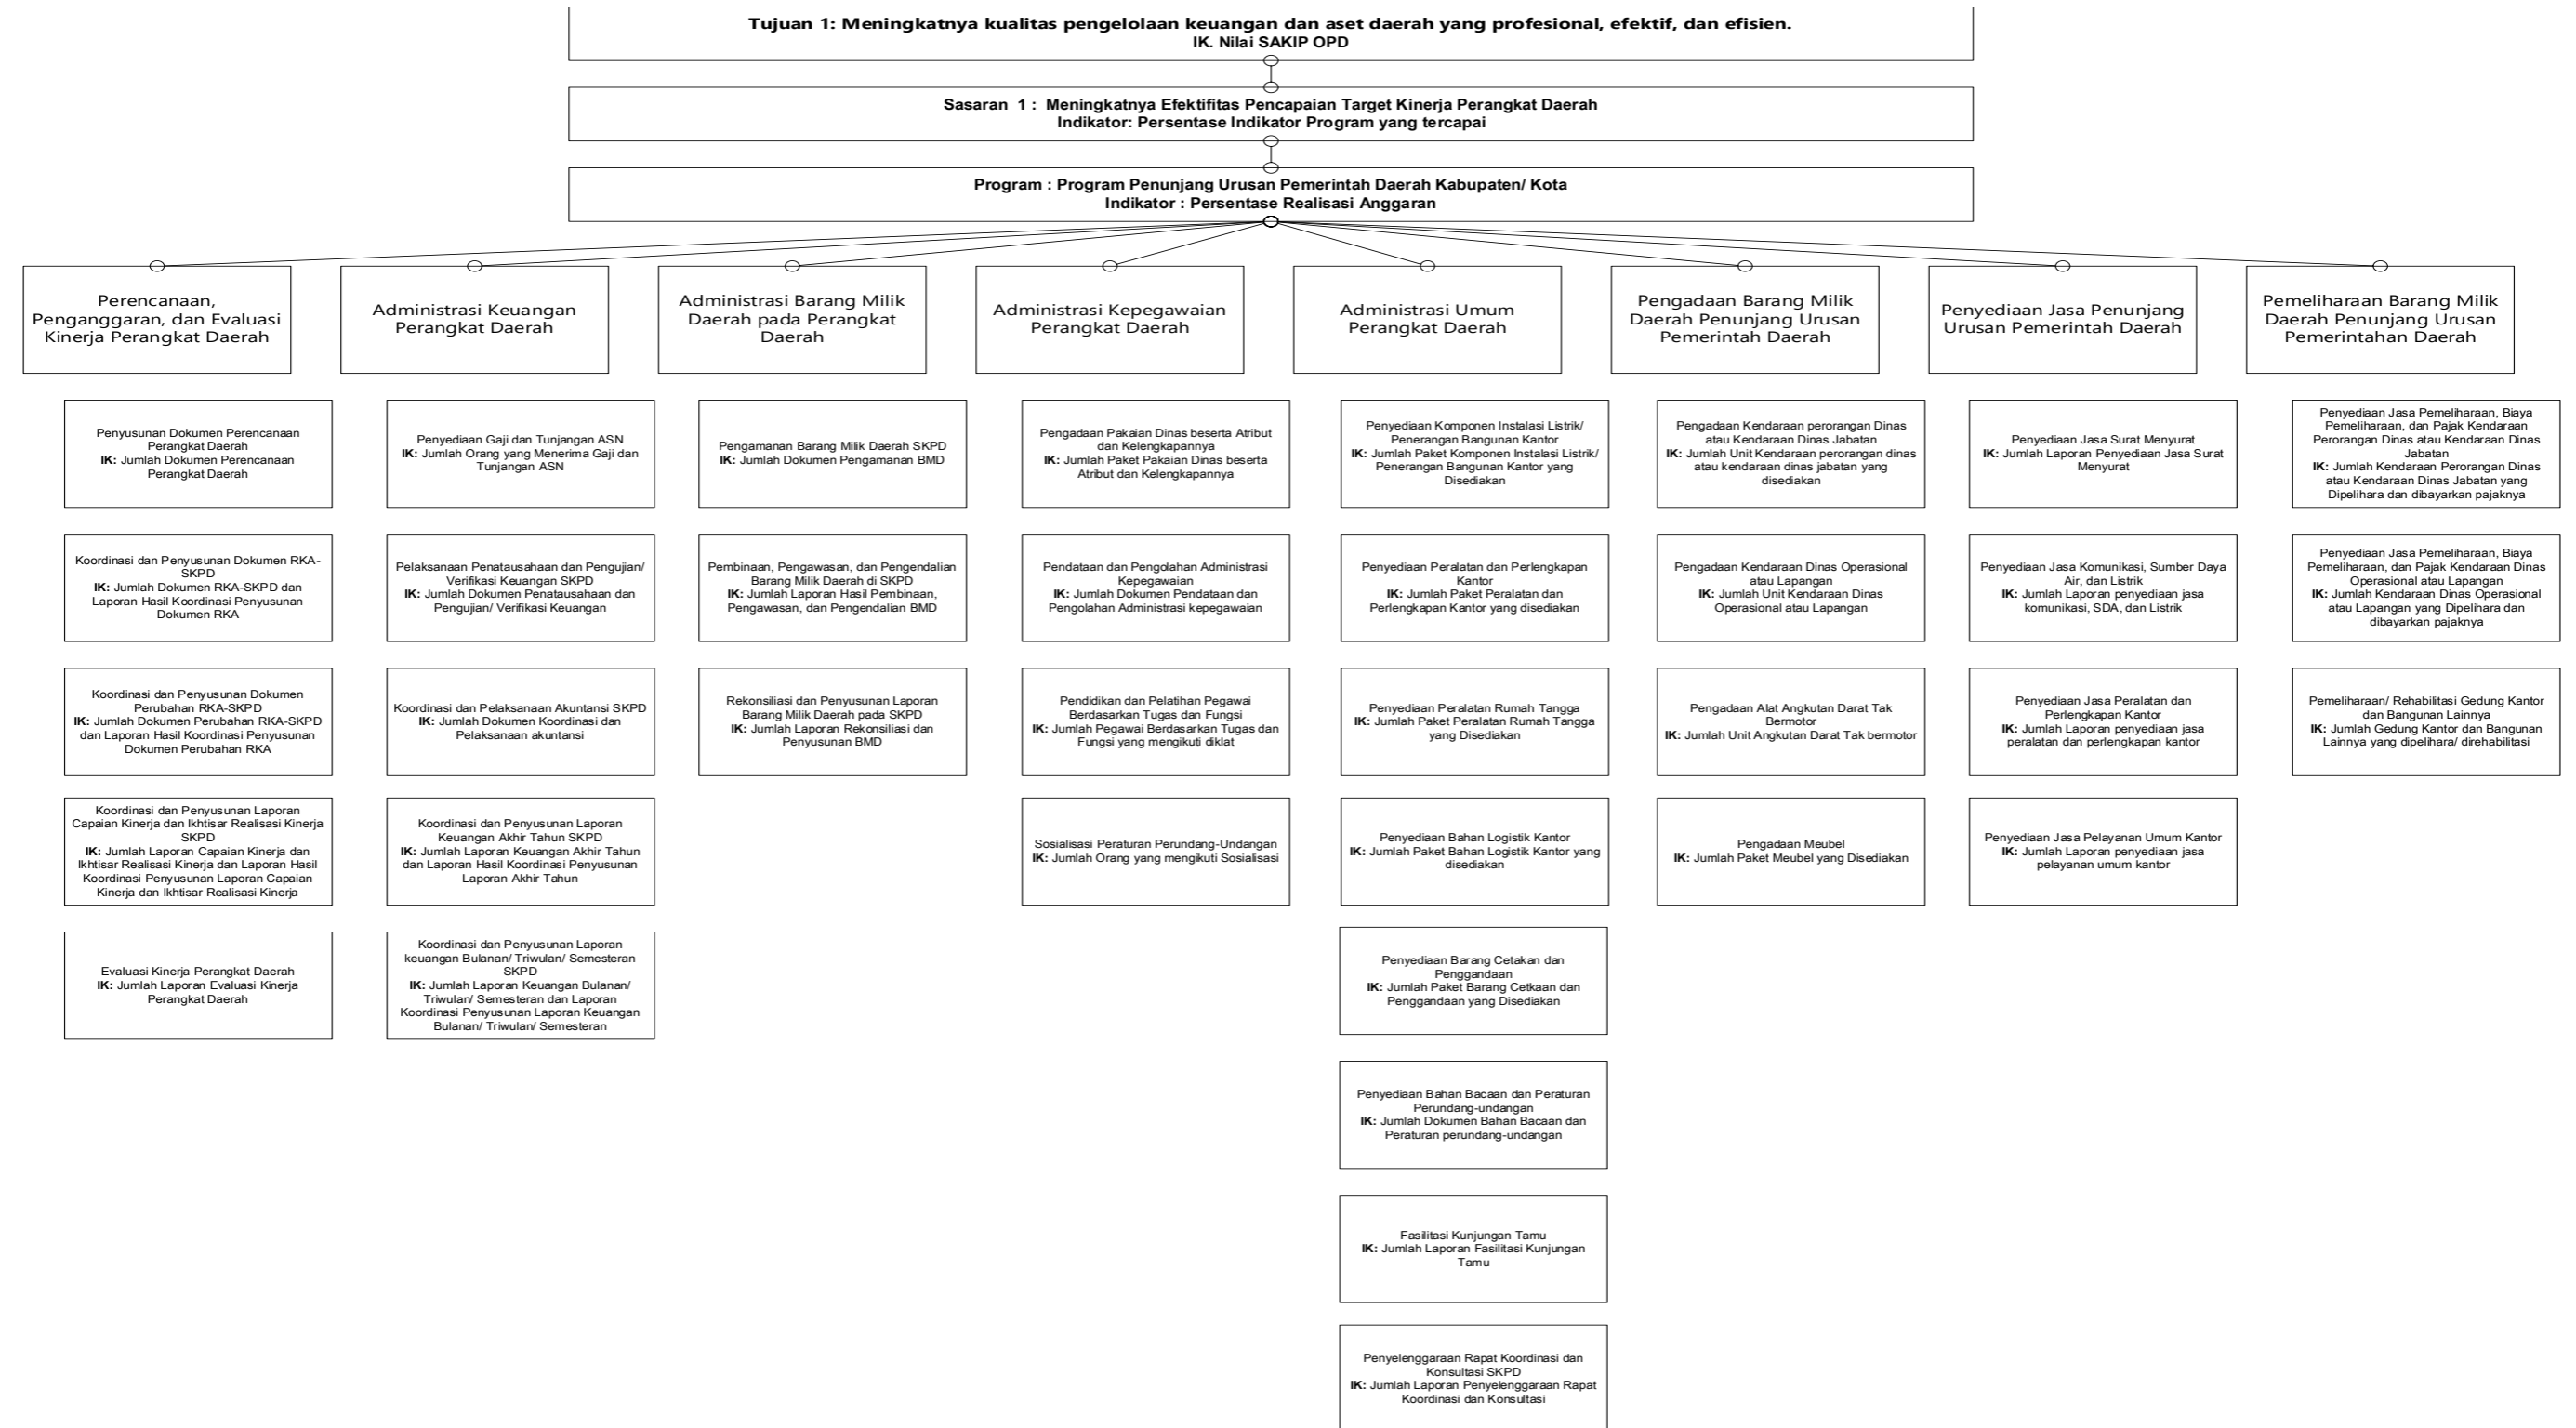 Tujuan 1: Meningkatnya kualitas pengelolaan keuangan dan aset daerah yang profesional, efektif, dan efisien.
IK. Nilai SAKIP OPD
Sasaran 1 : Meningkatnya Efektifitas Pencapaian Target Kinerja Perangkat Daerah
Indikator: Persentase Indikator Program yang tercapai
Program : Program Penunjang Urusan Pemerintah Daerah Kabupaten/ Kota
Indikator : Persentase Realisasi Anggaran
Perencanaan,
Penganggaran, dan Evaluasi
Kinerja Perangkat Daerah
Administrasi Keuangan
Perangkat Daerah
Administrasi Barang Milik
Daerah pada Perangkat
Daerah
Administrasi Kepegawaian
Perangkat Daerah
Administrasi Umum
Perangkat Daerah
Pengadaan Barang Milik
Daerah Penunjang Urusan
Pemerintah Daerah
Penyediaan Jasa Penunjang
Urusan Pemerintah Daerah
Pemeliharaan Barang Milik
Daerah Penunjang Urusan
Pemerintahan Daerah
Penyusunan Dokumen Perencanaan
Perangkat Daerah
IK: Jumlah Dokumen Perencanaan
Perangkat Daerah
Penyediaan Gaji dan Tunjangan ASN
IK: Jumlah Orang yang Menerima Gaji dan
Tunjangan ASN
Pengamanan Barang Milik Daerah SKPD
IK: Jumlah Dokumen Pengamanan BMD
Pengadaan Pakaian Dinas beserta Atribut
dan Kelengkapannya
IK: Jumlah Paket Pakaian Dinas beserta
Atribut dan Kelengkapannya
Penyediaan Komponen Instalasi Listrik/
Penerangan Bangunan Kantor
IK: Jumlah Paket Komponen Instalasi Listrik/
Penerangan Bangunan Kantor yang
Disediakan
Pengadaan Kendaraan perorangan Dinas
atau Kendaraan Dinas Jabatan
IK: Jumlah Unit Kendaraan perorangan dinas
atau kendaraan dinas jabatan yang
disediakan
Penyediaan Jasa Surat Menyurat
IK: Jumlah Laporan Penyediaan Jasa Surat
Menyurat
Penyediaan Jasa Pemeliharaan, Biaya
Pemeliharaan, dan Pajak Kendaraan
Perorangan Dinas atau Kendaraan Dinas
Jabatan
IK: Jumlah Kendaraan Perorangan Dinas
atau Kendaraan Dinas Jabatan yang
Dipelihara dan dibayarkan pajaknya
Koordinasi dan Penyusunan Dokumen RKA-
SKPD
IK: Jumlah Dokumen RKA-SKPD dan
Laporan Hasil Koordinasi Penyusunan
Dokumen RKA
Pelaksanaan Penatausahaan dan Pengujian/
Verifikasi Keuangan SKPD
IK: Jumlah Dokumen Penatausahaan dan
Pengujian/ Verifikasi Keuangan
Pembinaan, Pengawasan, dan Pengendalian
Barang Milik Daerah di SKPD
IK: Jumlah Laporan Hasil Pembinaan,
Pengawasan, dan Pengendalian BMD
Pendataan dan Pengolahan Administrasi
Kepegawaian
IK: Jumlah Dokumen Pendataan dan
Pengolahan Administrasi kepegawaian
Penyediaan Peralatan dan Perlengkapan
Kantor
IK: Jumlah Paket Peralatan dan
Perlengkapan Kantor yang disediakan
Pengadaan Kendaraan Dinas Operasional
atau Lapangan
IK: Jumlah Unit Kendaraan Dinas
Operasional atau Lapangan
Penyediaan Jasa Komunikasi, Sumber Daya
Air, dan Listrik
IK: Jumlah Laporan penyediaan jasa
komunikasi, SDA, dan Listrik
Penyediaan Jasa Pemeliharaan, Biaya
Pemeliharaan, dan Pajak Kendaraan Dinas
Operasional atau Lapangan
IK: Jumlah Kendaraan Dinas Operasional
atau Lapangan yang Dipelihara dan
dibayarkan pajaknya
Koordinasi dan Penyusunan Dokumen
Perubahan RKA-SKPD
IK: Jumlah Dokumen Perubahan RKA-SKPD
dan Laporan Hasil Koordinasi Penyusunan
Dokumen Perubahan RKA
Koordinasi dan Pelaksanaan Akuntansi SKPD
IK: Jumlah Dokumen Koordinasi dan
Pelaksanaan akuntansi
Rekonsiliasi dan Penyusunan Laporan
Barang Milik Daerah pada SKPD
IK: Jumlah Laporan Rekonsiliasi dan
Penyusunan BMD
Pendidikan dan Pelatihan Pegawai
Berdasarkan Tugas dan Fungsi
IK: Jumlah Pegawai Berdasarkan Tugas dan
Fungsi yang mengikuti diklat
Penyediaan Peralatan Rumah Tangga
IK: Jumlah Paket Peralatan Rumah Tangga
yang Disediakan
Pengadaan Alat Angkutan Darat Tak
Bermotor
IK: Jumlah Unit Angkutan Darat Tak bermotor
Penyediaan Jasa Peralatan dan
Perlengkapan Kantor
IK: Jumlah Laporan penyediaan jasa
peralatan dan perlengkapan kantor
Pemeliharaan/ Rehabilitasi Gedung Kantor
dan Bangunan Lainnya
IK: Jumlah Gedung Kantor dan Bangunan
Lainnya yang dipelihara/ direhabilitasi
Koordinasi dan Penyusunan Laporan
Capaian Kinerja dan Ikhtisar Realisasi Kinerja
SKPD
IK: Jumlah Laporan Capaian Kinerja dan
Ikhtisar Realisasi Kinerja dan Laporan Hasil
Koordinasi Penyusunan Laporan Capaian
Kinerja dan Ikhtisar Realisasi Kinerja
Koordinasi dan Penyusunan Laporan
Keuangan Akhir Tahun SKPD
IK: Jumlah Laporan Keuangan Akhir Tahun
dan Laporan Hasil Koordinasi Penyusunan
Laporan Akhir Tahun
Sosialisasi Peraturan Perundang-Undangan
IK: Jumlah Orang yang mengikuti Sosialisasi
Penyediaan Bahan Logistik Kantor
IK: Jumlah Paket Bahan Logistik Kantor yang
disediakan
Pengadaan Meubel
IK: Jumlah Paket Meubel yang Disediakan
Penyediaan Jasa Pelayanan Umum Kantor
IK: Jumlah Laporan penyediaan jasa
pelayanan umum kantor
Evaluasi Kinerja Perangkat Daerah
IK: Jumlah Laporan Evaluasi Kinerja
Perangkat Daerah
Koordinasi dan Penyusunan Laporan
keuangan Bulanan/ Triwulan/ Semesteran
SKPD
IK: Jumlah Laporan Keuangan Bulanan/
Triwulan/ Semesteran dan Laporan
Koordinasi Penyusunan Laporan Keuangan
Bulanan/ Triwulan/ Semesteran
Penyediaan Barang Cetakan dan
Penggandaan
IK: Jumlah Paket Barang Cetkaan dan
Penggandaan yang Disediakan
Penyediaan Bahan Bacaan dan Peraturan
Perundang-undangan
IK: Jumlah Dokumen Bahan Bacaan dan
Peraturan perundang-undangan
Fasilitasi Kunjungan Tamu
IK: Jumlah Laporan Fasilitasi Kunjungan
Tamu
Penyelenggaraan Rapat Koordinasi dan
Konsultasi SKPD
IK: Jumlah Laporan Penyelenggaraan Rapat
Koordinasi dan Konsultasi